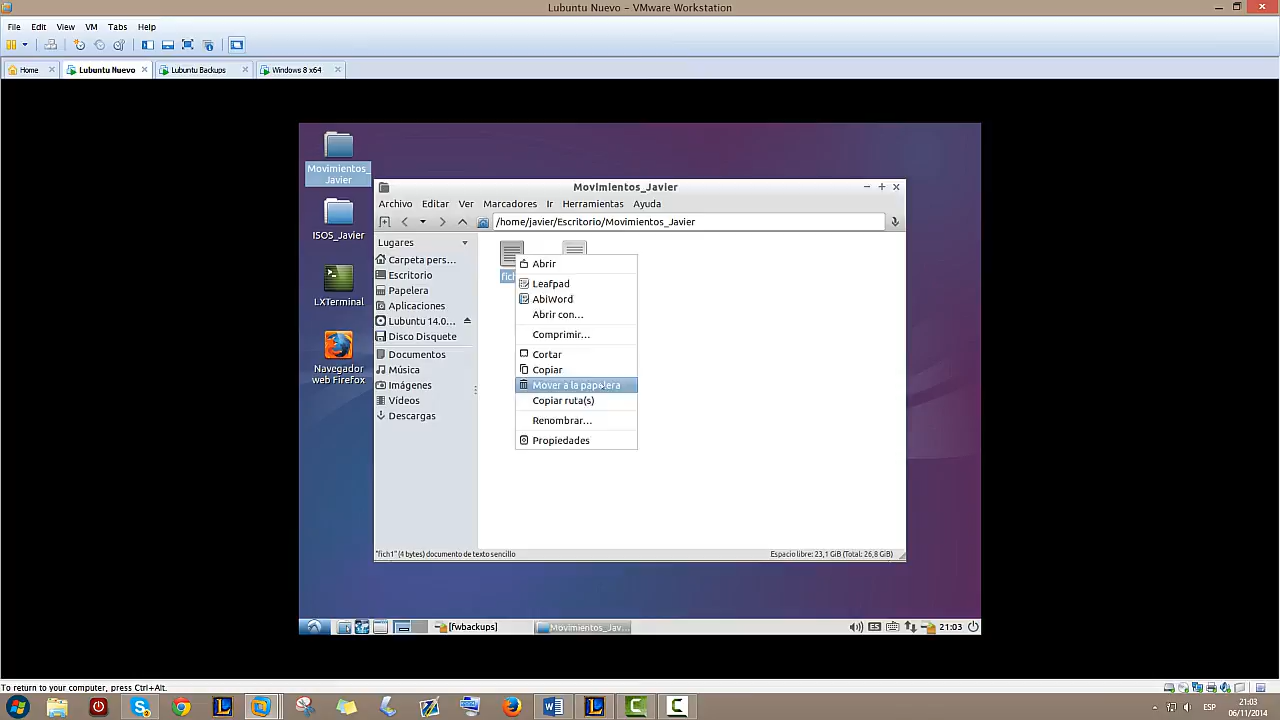 Lubuntu Nuevo - VMware Workstation
File Edit View VM Tabs Help
Home Lubuntu Nuevo Lubuntu Backups Windows 8 x64
Movimientos_
Javier
ISOS_Javier
LXTerminal
Navegador
web Firefox
Movimientos_Javier
Archivo Editar Ver Marcadores Ir Herramientas Ayuda
/home/javier/Escritorio/Movimientos_Javier
Lugares
Carpeta pers...
Escritorio
Papelera
Aplicaciones
Lubuntu 14.0...
Disco Disquete
Documentos
Música
Imágenes
Vídeos
Descargas
Abrir
Leafpad
AbiWord
Abrir con...
Comprimir...
Cortar
Copiar
Mover a la papelera
Copiar ruta(s)
Renombrar...
Propiedades
"fich1" (4 bytes) documento de texto sencillo
Espacio libre: 23,1 GiB (Total: 26,8 GiB)
[fwbackups] Movimientos_Jav... ES 21:03
To return to your computer, press Ctrl+Alt.
ESP
21:03
06/11/2014